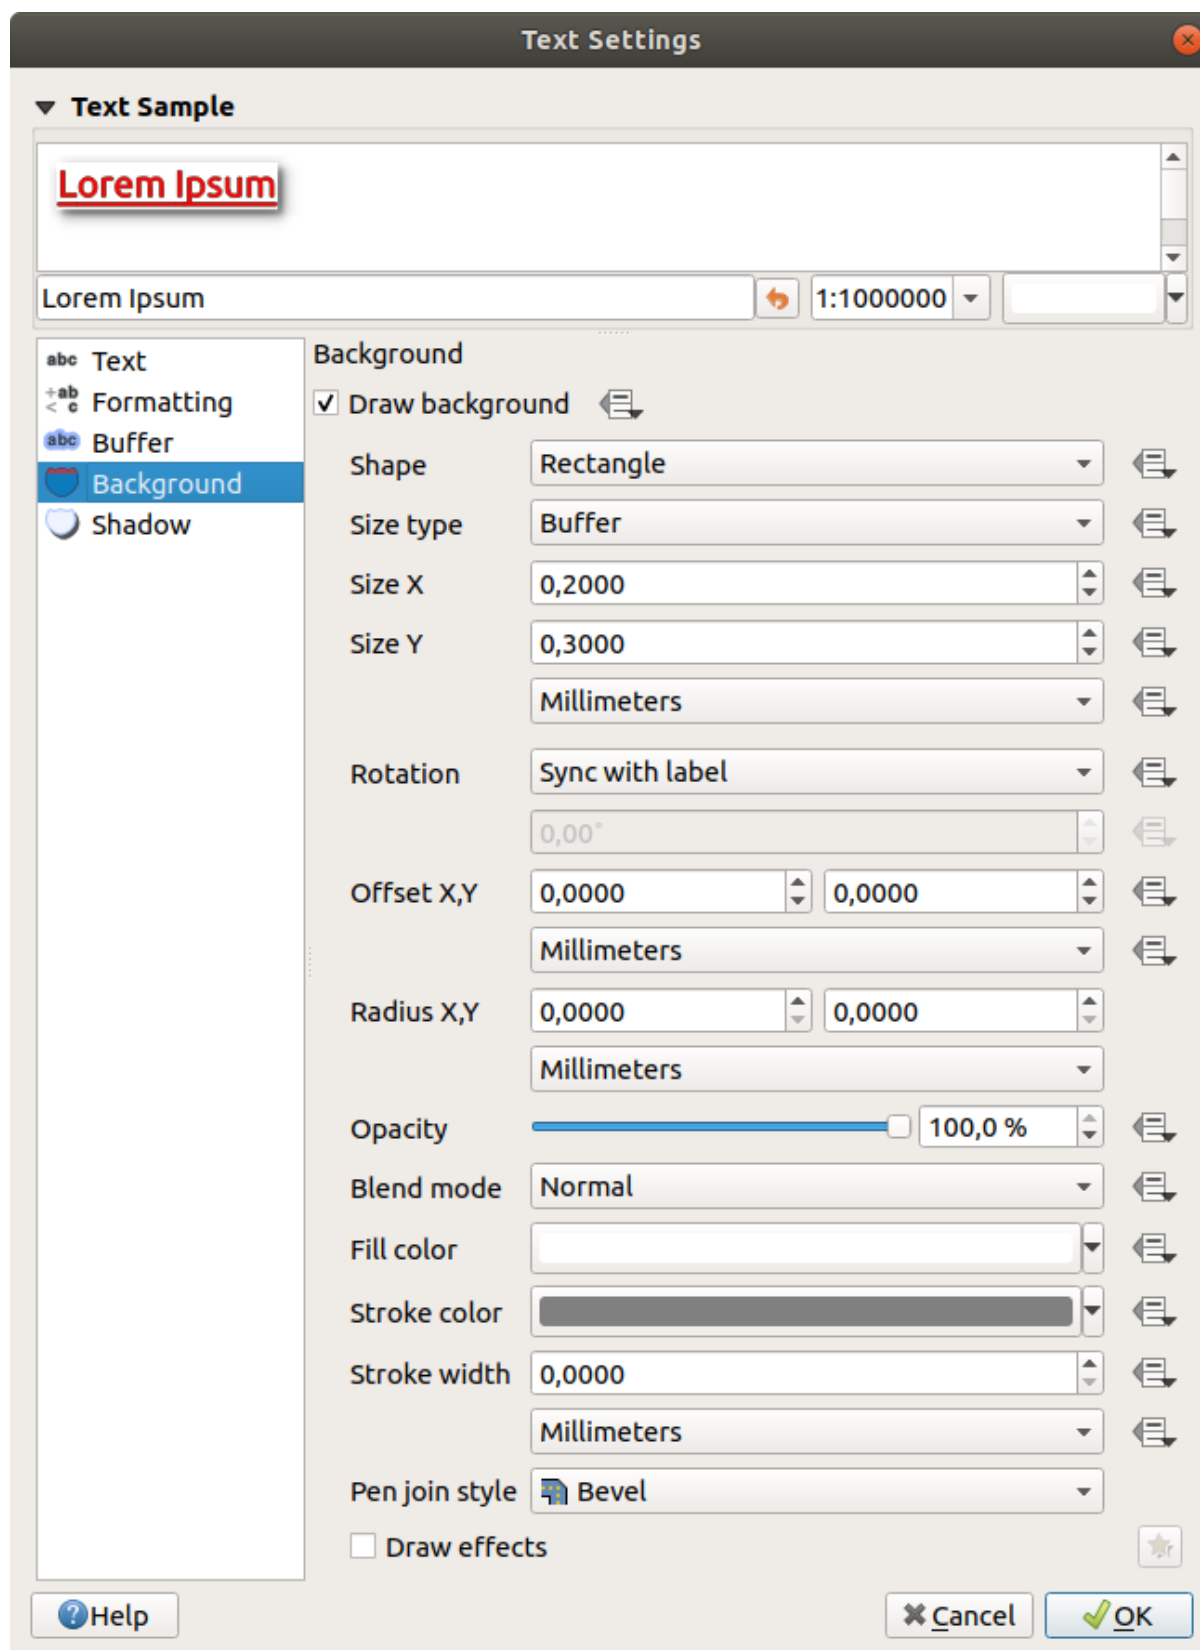 Text Settings
Text Sample
Lorem Ipsum
Lorem Ipsum 1:1000000
abc Text
+ab < c Formatting
abc Buffer
Background
Shadow
Background
Draw background
Shape Rectangle
Size type Buffer
Size X 0,2000
Size Y 0,3000
Millimeters
Rotation Sync with label
0,00°
Offset X,Y 0,0000 0,0000
Millimeters
Radius X,Y 0,0000 0,0000
Millimeters
Opacity 100,0 %
Blend mode Normal
Fill color
Stroke color
Stroke width 0,0000
Millimeters
Pen join style Bevel
Draw effects
?Help Cancel OK